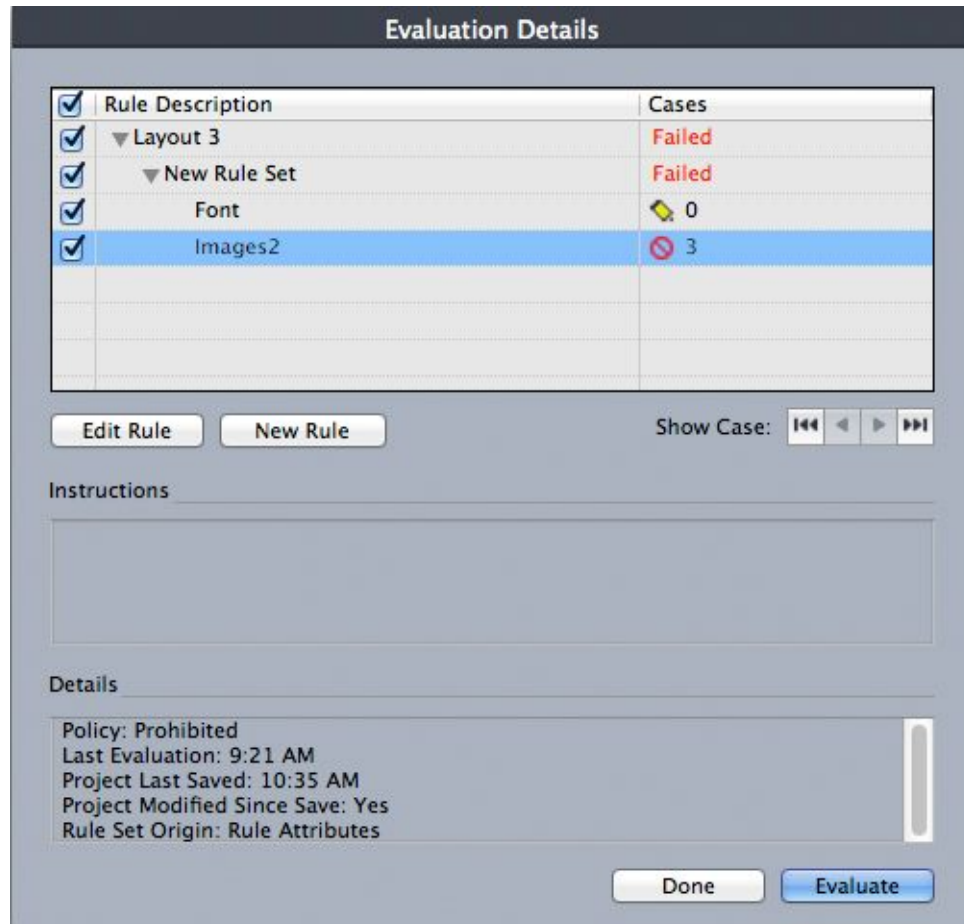 Evaluation Details
Rule Description Cases
Layout 3 Failed
New Rule Set Failed
Font 0
Images2 3
Edit Rule New Rule Show Case:
Instructions
Details
Policy: Prohibited
Last Evaluation: 9:21 AM
Project Last Saved: 10:35 AM
Project Modified Since Save: Yes
Rule Set Origin: Rule Attributes
Done Evaluate